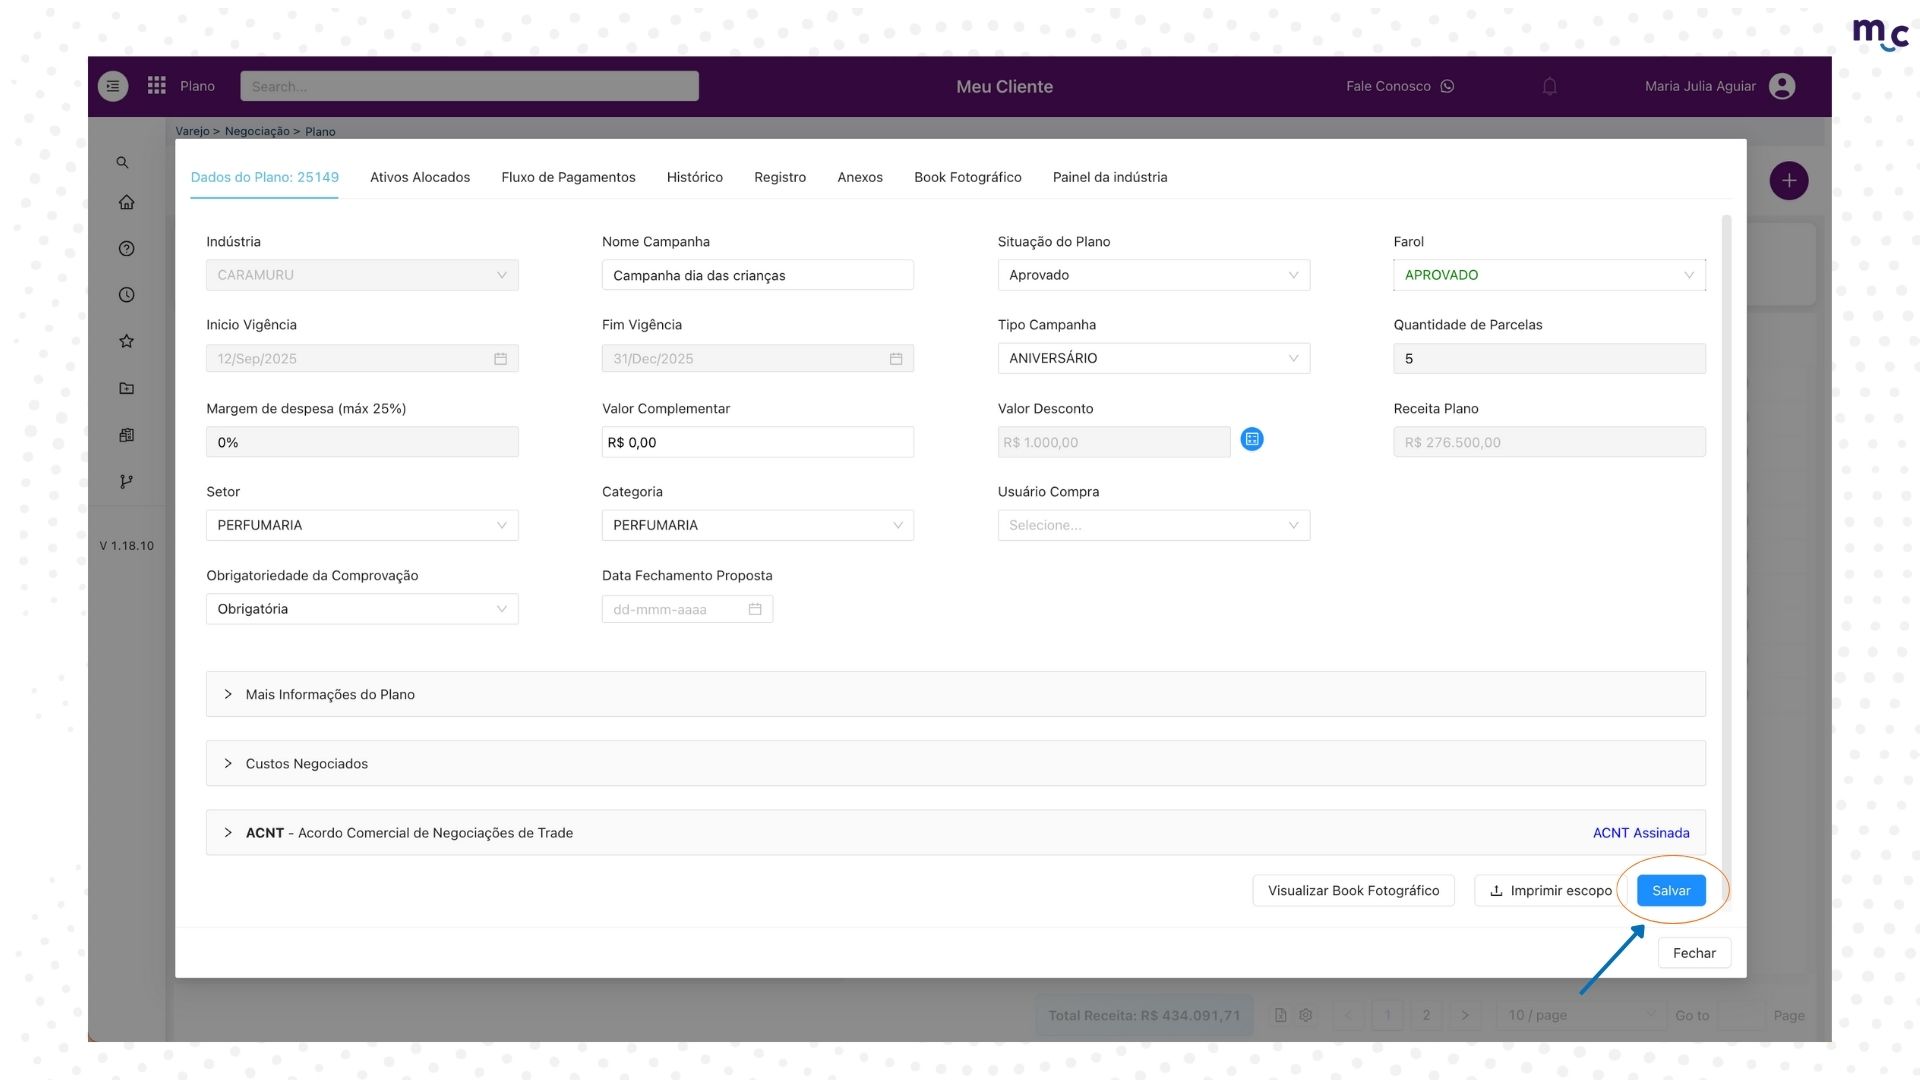 mc
Plano
Search...
Meu Cliente
Fale Conosco
Maria Julia Aguiar
Varejo > Negociação > Plano
Dados do Plano: 25149
Ativos Alocados
Fluxo de Pagamentos
Histórico
Registro
Anexos
Book Fotográfico
Painel da indústria
Indústria
Nome Campanha
Situação do Plano
Farol
CARAMURU
Campanha dia das crianças
Aprovado
APROVADO
Inicio Vigência
Fim Vigência
Tipo Campanha
Quantidade de Parcelas
12/Sep/2025
31/Dec/2025
ANIVERSÁRIO
5
Margem de despesa (máx 25%)
Valor Complementar
Valor Desconto
Receita Plano
0%
R$ 0,00
R$ 1.000,00
R$ 276.500,00
Setor
Categoria
Usuário Compra
PERFUMARIA
PERFUMARIA
Selecione...
V 1.18.10
Obrigatoriedade da Comprovação
Data Fechamento Proposta
Obrigatória
dd-mmm-aaaa
Mais Informações do Plano
Custos Negociados
ACNT - Acordo Comercial de Negociações de Trade
ACNT Assinada
Visualizar Book Fotográfico
Imprimir escopo
Salvar
Fechar
Total Receita: R$ 434.091,71
1
2
10 / page
Go to
Page